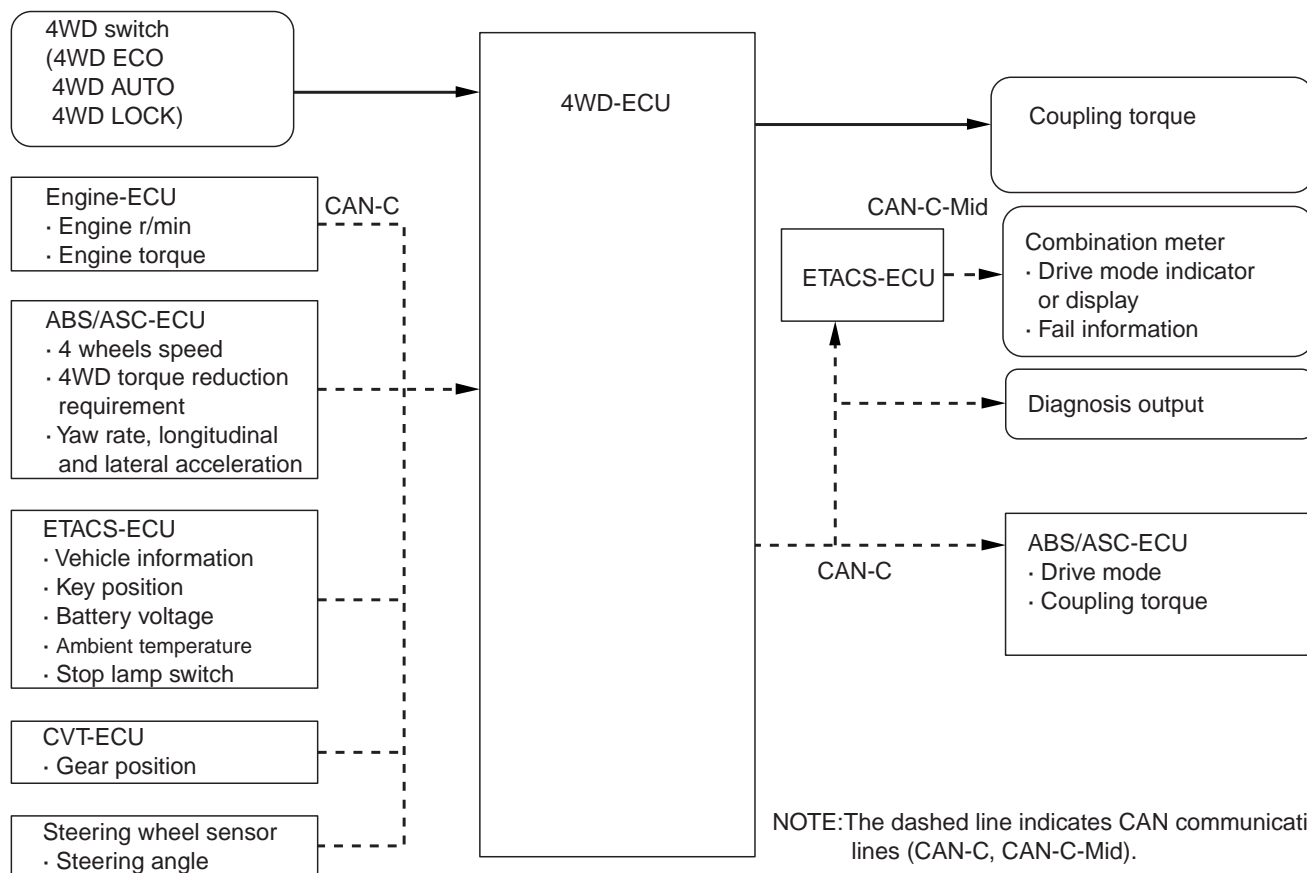 4WD switch
(4WD ECO
4WD AUTO
4WD LOCK)
4WD-ECU
Coupling torque
Engine-ECU
· Engine r/min
· Engine torque
CAN-C
CAN-C-Mid
ETACS-ECU
Combination meter
· Drive mode indicator
or display
· Fail information
ABS/ASC-ECU
· 4 wheels speed
· 4WD torque reduction
requirement
· Yaw rate, longitudinal
and lateral acceleration
Diagnosis output
ETACS-ECU
· Vehicle information
· Key position
· Battery voltage
· Ambient temperature
· Stop lamp switch
CAN-C
ABS/ASC-ECU
· Drive mode
· Coupling torque
CVT-ECU
· Gear position
Steering wheel sensor
· Steering angle
NOTE:The dashed line indicates CAN communicati
lines (CAN-C, CAN-C-Mid).